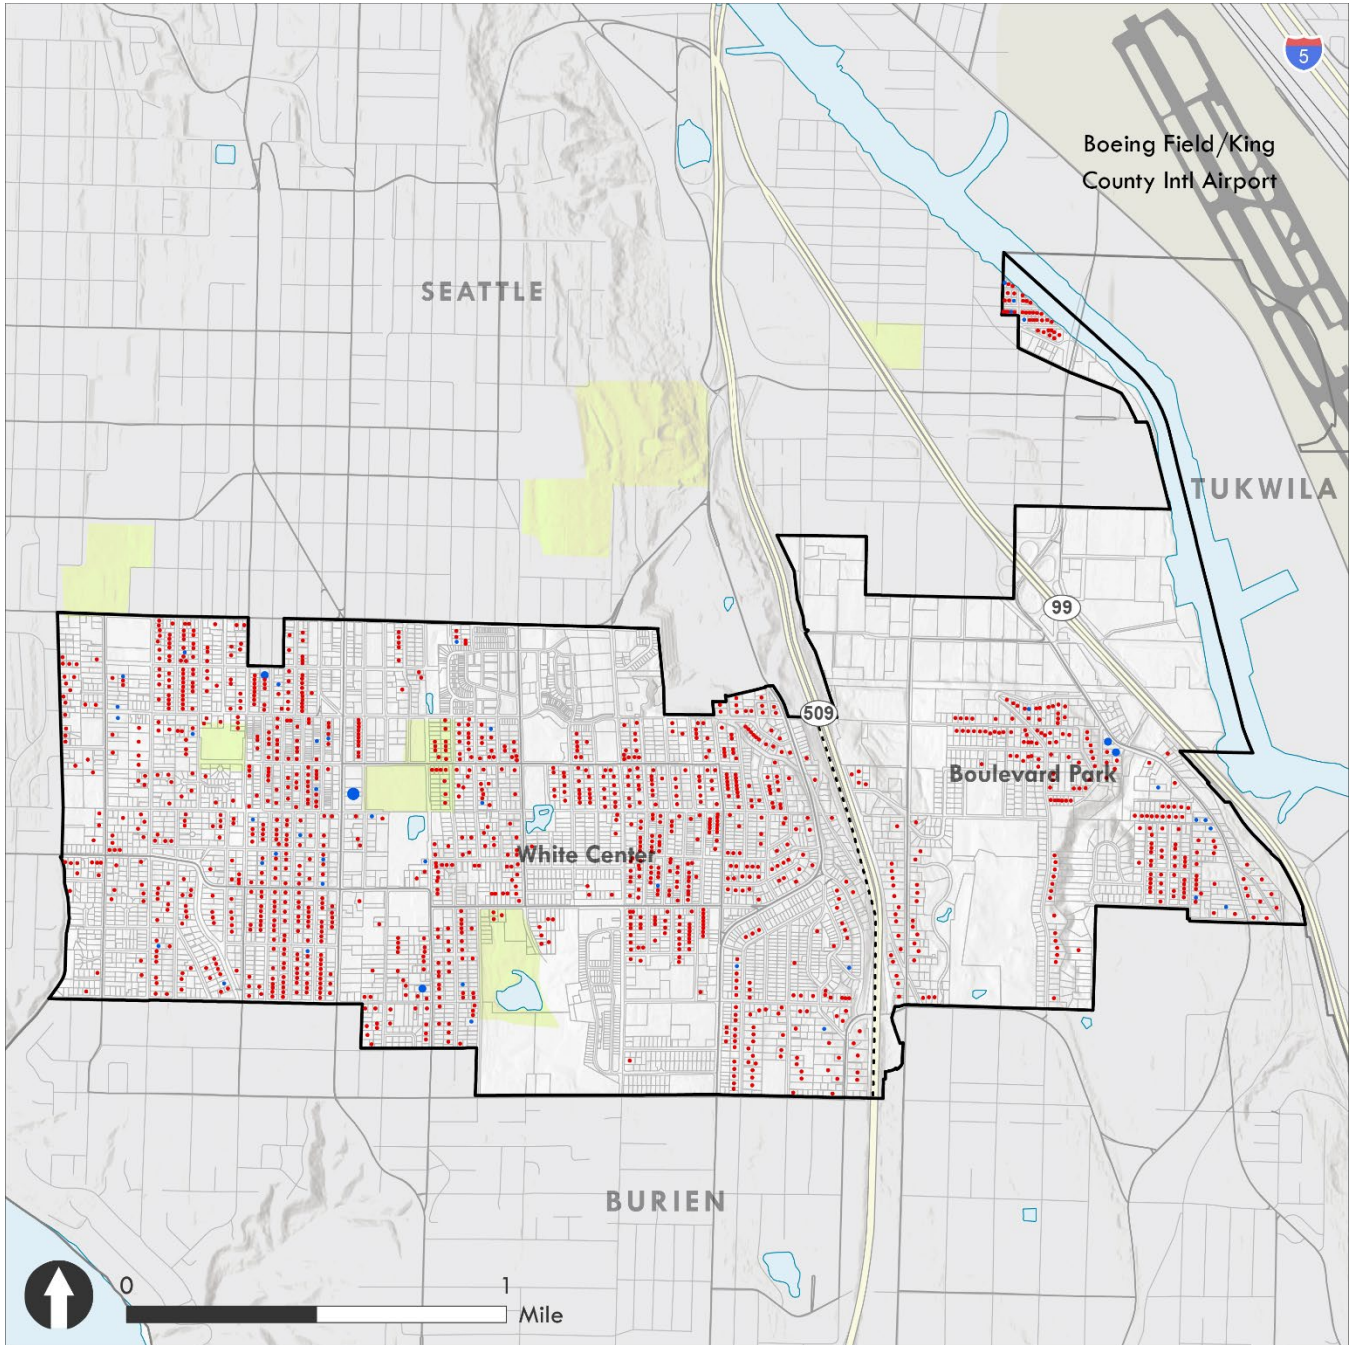 5
Boeing Field/King
County Intl Airport
SEATTLE
TUKWILA
99
509
Boulevard Park
White Center
BURIEN
0 1
Mile